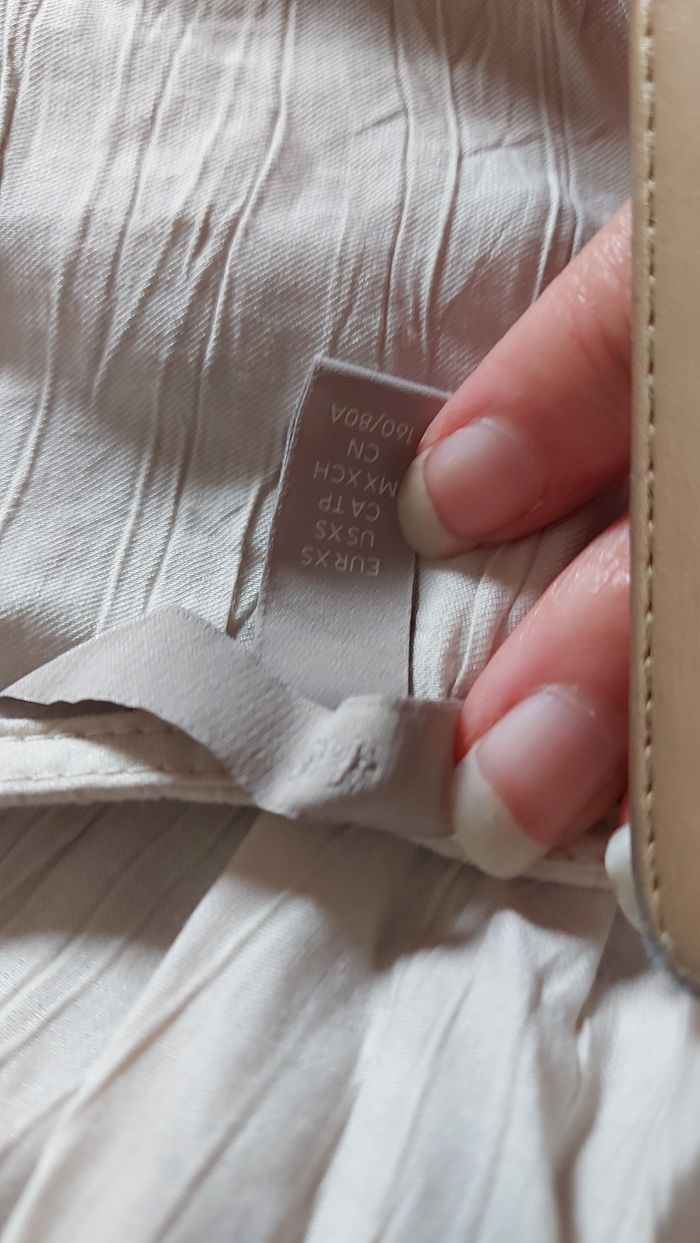 EUR XS
US XS
CA TP
MX XCH
CN
160/80A